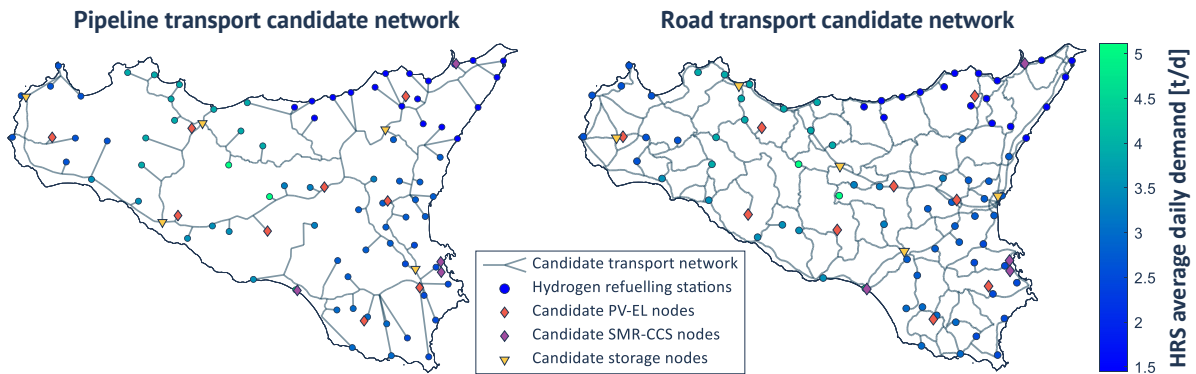 Pipeline transport candidate network
Road transport candidate network
Candidate transport network
Hydrogen refuelling stations
Candidate PV-EL nodes
Candidate SMR-CCS nodes
Candidate storage nodes
5
4.5
4
3.5
3
2.5
2
1.5
HRS average daily demand [t/d]